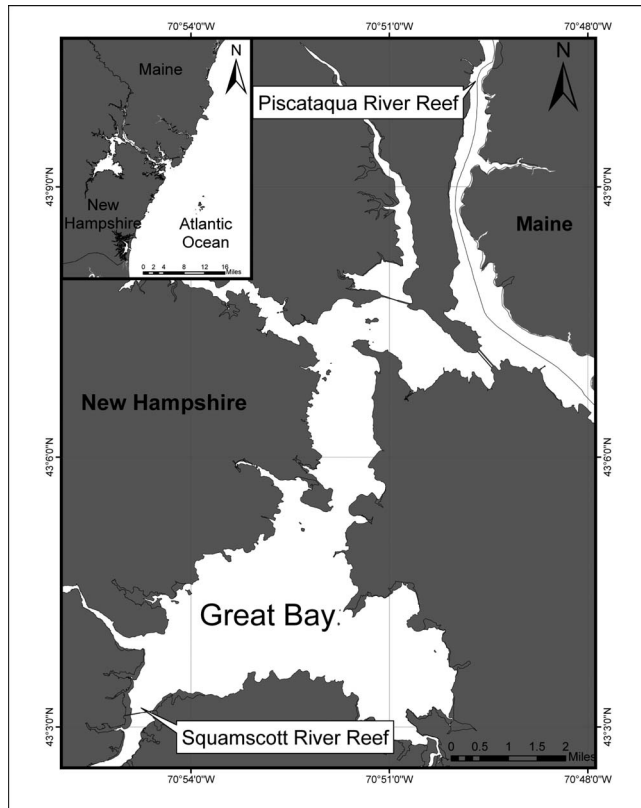 70°54'0"W
70°51'0"W
70°48'0"W
N
Maine
New
Hampshire
Atlantic
Ocean
0 2 4 8 12 16
Miles
Piscataqua River Reef
N
43°9'0"N
43°9'0"N
Maine
New Hampshire
43°6'0"N
43°6'0"N
Great Bay
Squamscott River Reef
43°3'0"N
43°3'0"N
0 0.5 1 2
Miles
70°54'0"W
70°51'0"W
70°48'0"W